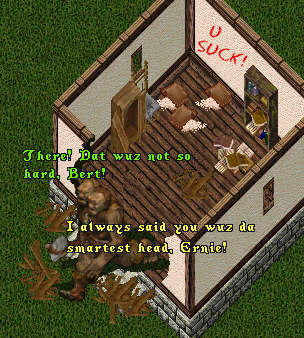 U
SUCK!
There! Dat wuz not so
hard, Bert!
I always said you wuz da
smartest head, Ernie!